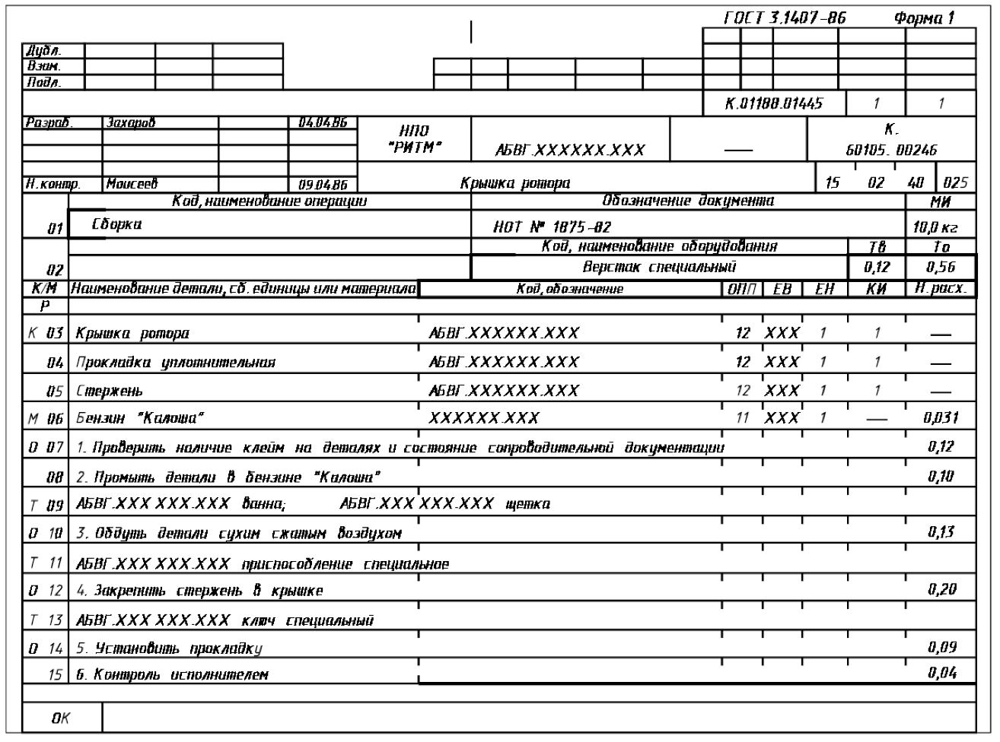 ГОСТ 3.1407-86 Форма 1
Дубл.
Взам.
Подл.
К.01188.01445 1 1
Разраб. Захаров 04.04.86 НПО "РИТМ" АБВГ.XXXXXX.XXX — К. 60105.00246
Н.контр. Моисеев 09.04.86 Крышка ротора 15 02 40 025
Код, наименование операции Обозначение документа МИ
01 Сборка НОТ № 1875-82 10,0 кг
Код, наименование оборудования Тв То
02 Верстак специальный 0,12 0,56
К/М Наименование детали, сб. единицы или материала Код, обозначение ОПП ЕВ ЕН КИ Н.расх.
Р
К 03 Крышка ротора АБВГ.XXXXXX.XXX 12 XXX 1 1 —
04 Прокладка уплотнительная АБВГ.XXXXXX.XXX 12 XXX 1 1 —
05 Стержень АБВГ.XXXXXX.XXX 12 XXX 1 1 —
М 06 Бензин "Калоша" XXXXXX.XXX 11 XXX 1 — 0,031
О 07 1. Проверить наличие клейм на деталях и состояние сопроводительной документации 0,12
08 2. Промыть детали в бензине "Калоша" 0,10
Т 09 АБВГ.XXX XXX.XXX ванна; АБВГ.XXX XXX.XXX щетка
О 10 3. Обдуть детали сухим сжатым воздухом 0,13
Т 11 АБВГ.XXX XXX.XXX приспособление специальное
О 12 4. Закрепить стержень в крышке 0,20
Т 13 АБВГ.XXX XXX.XXX ключ специальный
О 14 5. Установить прокладку 0,09
15 6. Контроль исполнителем 0,04
ОК